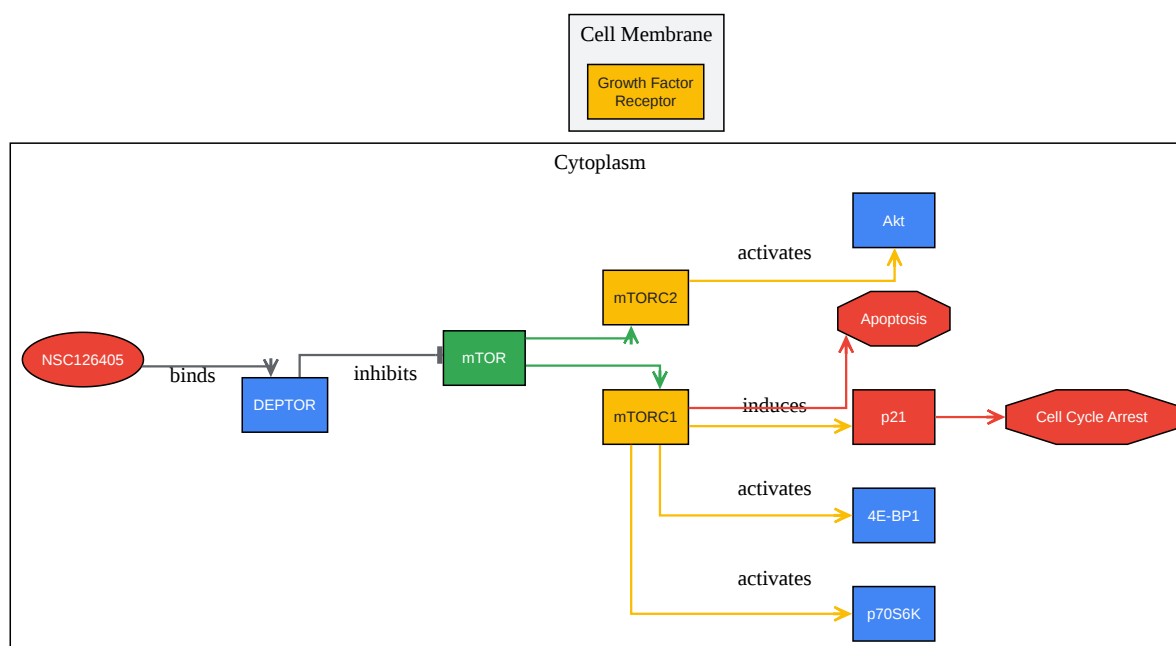 Cell Membrane
Growth Factor
Receptor
Cytoplasm
Akt
activates
mTORC2
Apoptosis
NSC126405
mTOR
binds
inhibits
DEPTOR
mTORC1
induces
p21
Cell Cycle Arrest
activates
4E-BP1
activates
p70S6K